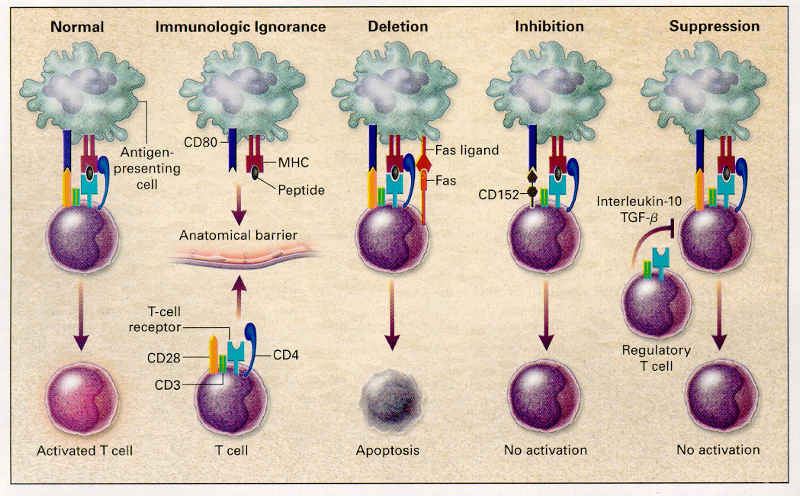 Normal
Immunologic Ignorance
Deletion
Inhibition
Suppression
Antigen-
presenting
cell
CD80
MHC
Peptide
Anatomical barrier
T-cell
receptor
CD28
CD3
CD4
Fas ligand
Fas
CD152
Interleukin-10
TGF-β
Regulatory
T cell
Activated T cell
T cell
Apoptosis
No activation
No activation